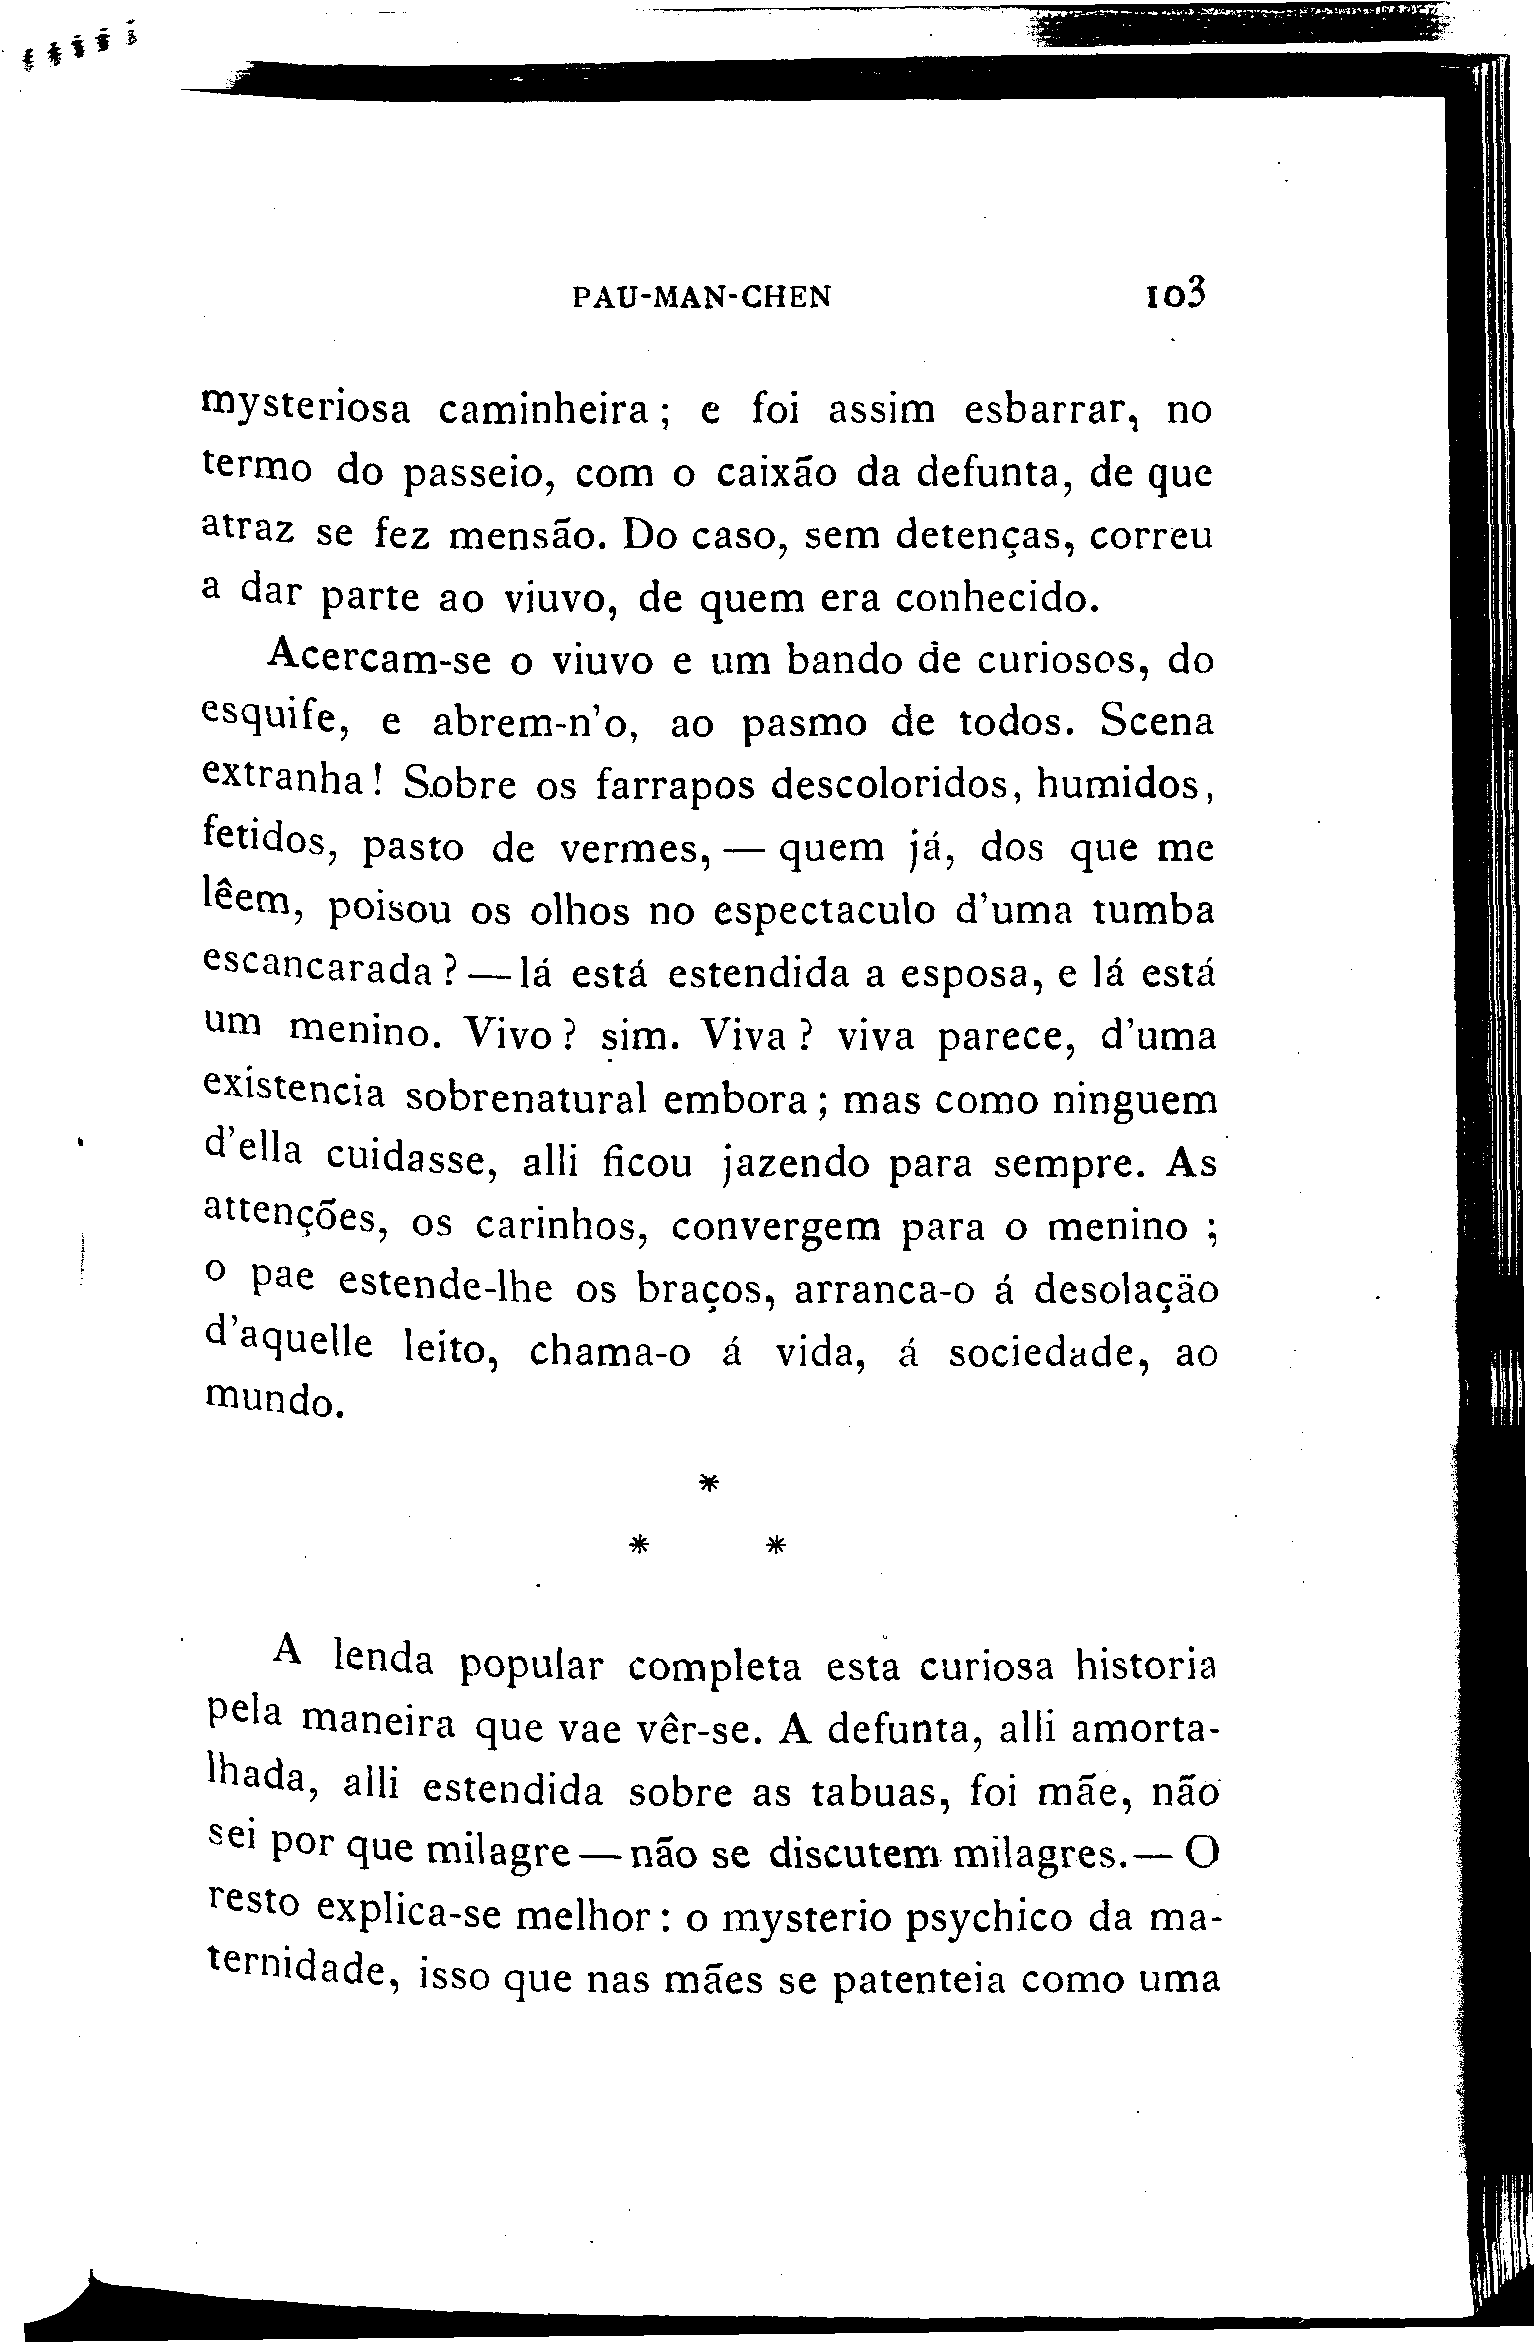 PAU-MAN-CHEN 103
mysteriosa caminheira; e foi assim esbarrar, no
termo do passeio, com o caixão da defunta, de que
atraz se fez mensão. Do caso, sem detenças, correu
a dar parte ao viuvo, de quem era conhecido.
Acercam-se o viuvo e um bando de curiosos, do
esquife, e abrem-n'o, ao pasmo de todos. Scena
extranha! Sobre os farrapos descoloridos, humidos,
fetidos, pasto de vermes, — quem já, dos que me
lêem, poisou os olhos no espectaculo d'uma tumba
escancarada? — lá está estendida a esposa, e lá está
um menino. Vivo? sim. Viva? viva parece, d'uma
existencia sobrenatural embora; mas como ninguem
d'ella cuidasse, alli ficou jazendo para sempre. As
attenções, os carinhos, convergem para o menino;
o pae estende-lhe os braços, arranca-o á desolação
d'aquelle leito, chama-o á vida, á sociedade, ao
mundo.
*
* *
A lenda popular completa esta curiosa historia
pela maneira que vae vêr-se. A defunta, alli amorta-
lhada, alli estendida sobre as tabuas, foi mãe, não
sei por que milagre — não se discutem milagres. — O
resto explica-se melhor: o mysterio psychico da ma-
ternidade, isso que nas mães se patenteia como uma